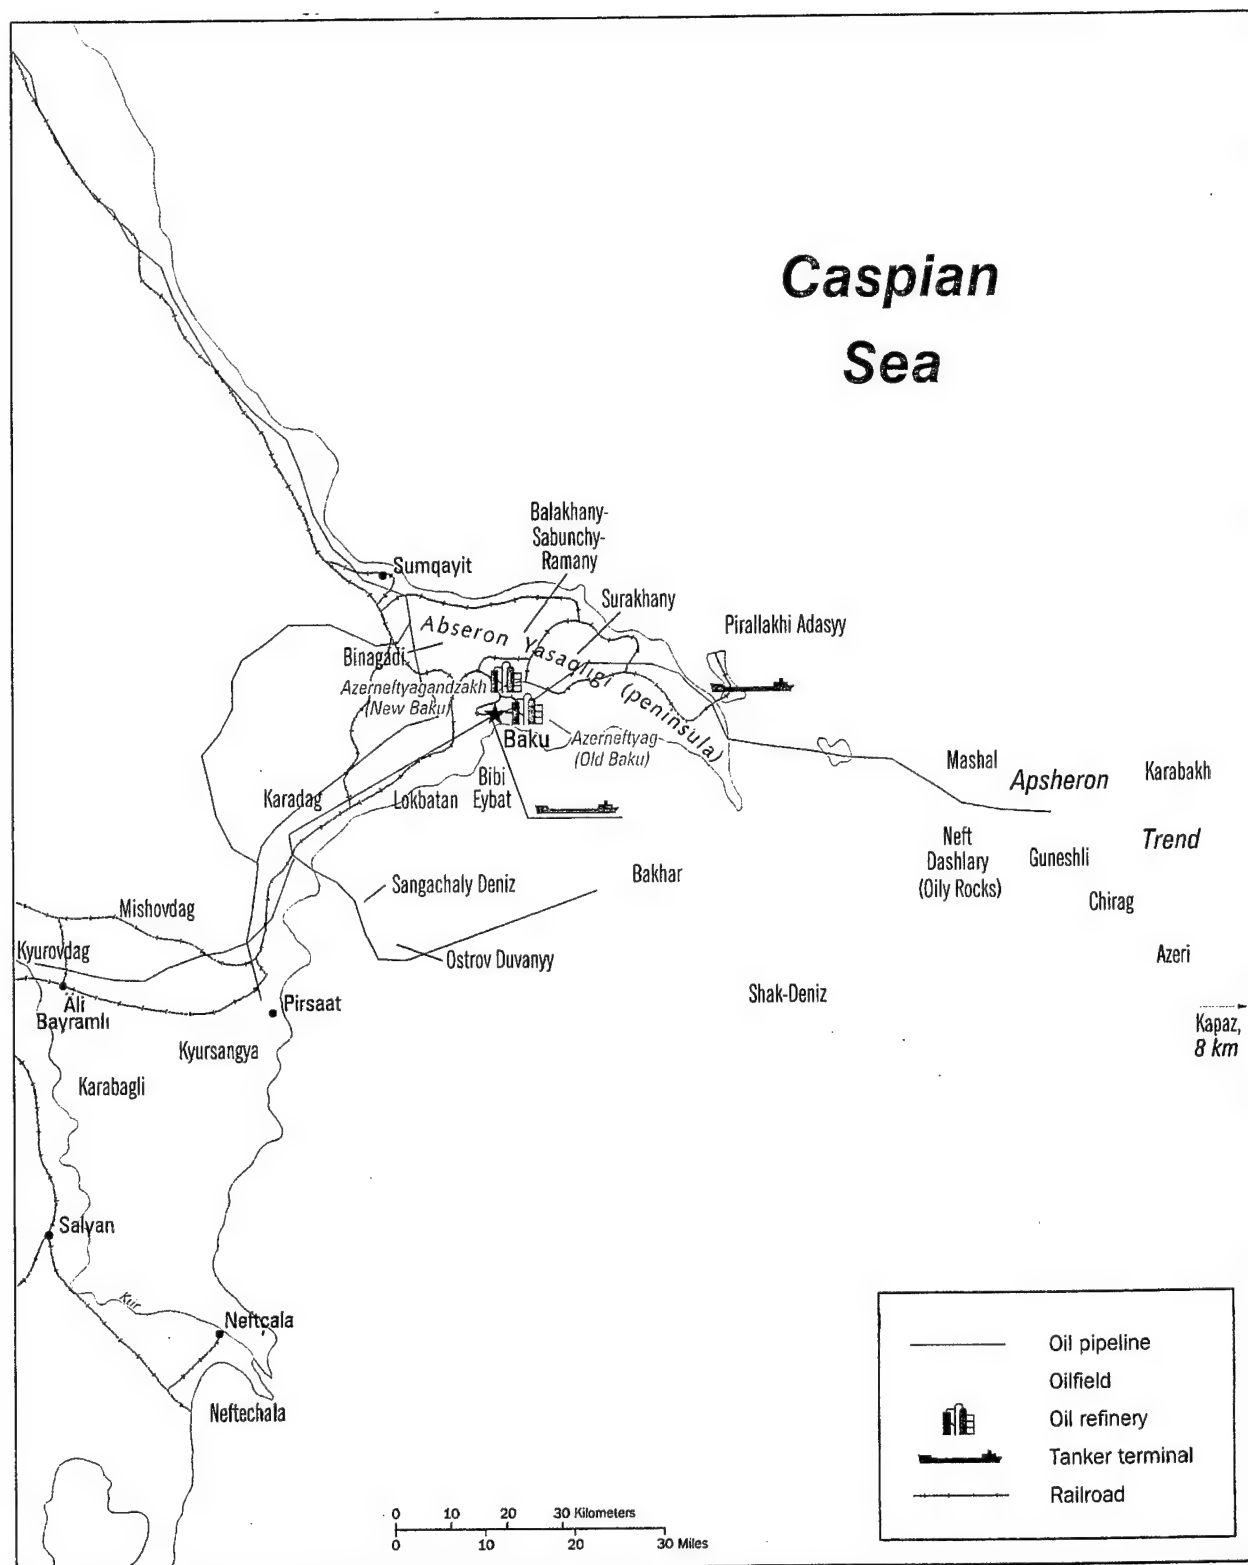 Caspian
Sea
Balakhany-
Sabunchy-
Ramany
Sumqayit
Surakhany
Pirallakhi Adasyy
Abseron Yasaqligi (peninsula)
Binagadi
Azerneftyagandzakh
(New Baku)
Baku
Azerneftyag
(Old Baku)
Mashal
Apsheron
Karabakh
Bibi
Eybat
Karadag
Lokbatan
Trend
Neft
Dashlary
(Oily Rocks)
Guneshli
Bakhar
Sangachaly Deniz
Chirag
Mishovdag
Kyurovdag
Ostrov Duvanyy
Azeri
Shak-Deniz
Äli
Bayramlı
Pirsaat
Kapaz,
8 km
Kyursangya
Karabagli
Salyan
Kür
Neftcala
Neftechala
Oil pipeline
Oilfield
Oil refinery
Tanker terminal
Railroad
0 10 20 30 Kilometers
0 10 20 30 Miles